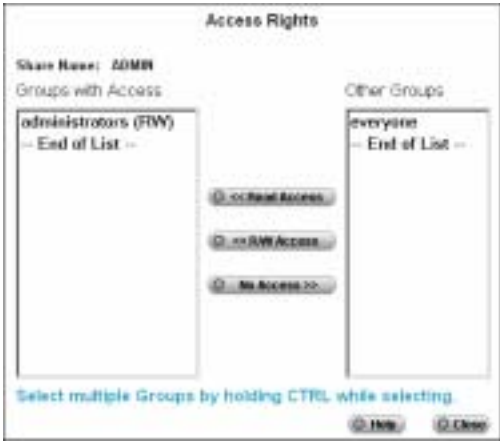 Access Rights
Share Name: ADMIN
Groups with Access
Other Groups
administrators (RW)
-- End of List --
everyone
-- End of List --
<< Read Access
<< R/W Access
No Access >>
Select multiple Groups by holding CTRL while selecting.
Help
Close